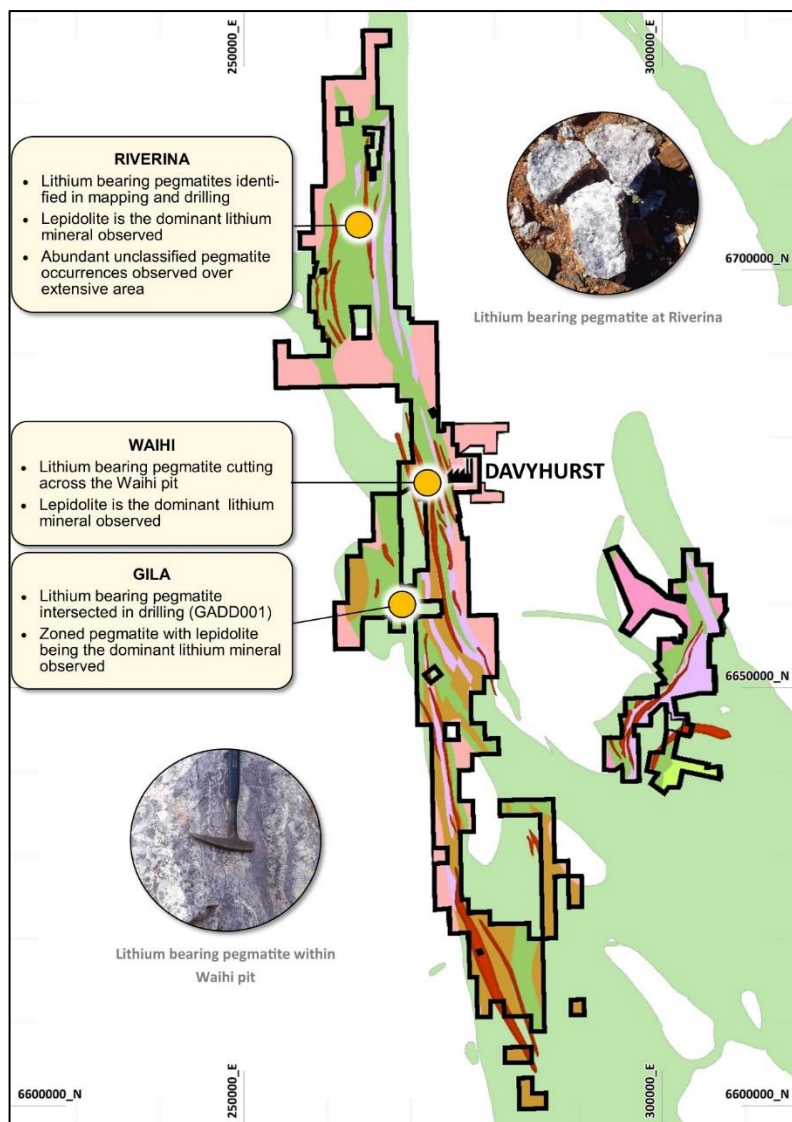 250000_E
300000_E
RIVERINA
• Lithium bearing pegmatites identi-
fied in mapping and drilling
• Lepidolite is the dominant lithium
mineral observed
• Abundant unclassified pegmatite
occurrences observed over
extensive area
6700000_N
Lithium bearing pegmatite at Riverina
WAIHI
• Lithium bearing pegmatite cutting
across the Waihi pit
• Lepidolite is the dominant lithium
mineral observed
DAVYHURST
GILA
• Lithium bearing pegmatite
intersected in drilling (GADD001)
• Zoned pegmatite with lepidolite
being the dominant lithium mineral
observed
6650000_N
Lithium bearing pegmatite within
Waihi pit
6600000_N
250000_E
300000_E
6600000_N